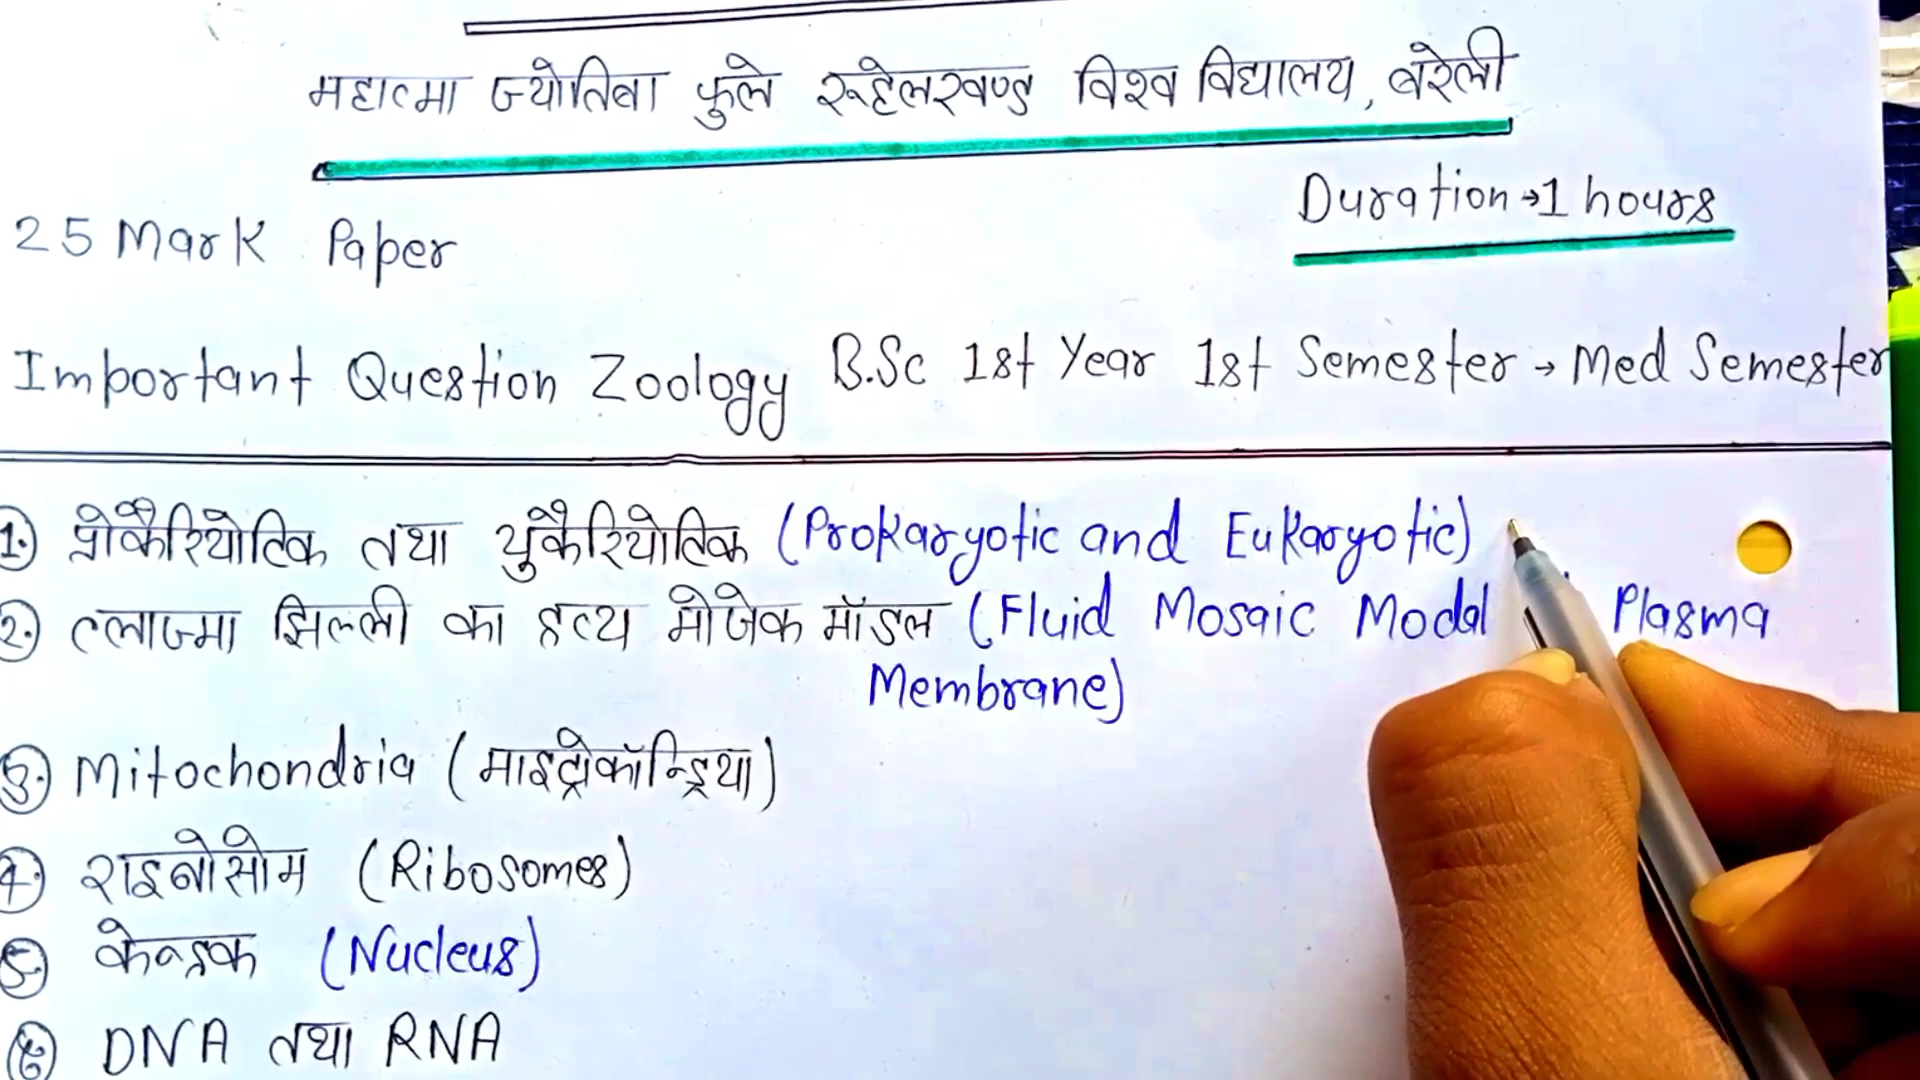 महात्मा ज्योतिबा फुले रूहेलखण्ड विश्व विद्यालय, बरेली
Duration→1 hours
25 Mark Paper
Important Question Zoology B.Sc 1st Year 1st Semester → Med Semester
1. प्रोकैरियोटिक तथा युकैरियोटिक (Prokaryotic and Eukaryotic)
2. प्लाज्मा झिल्ली का द्रव्य मोजेक मॉडल (Fluid Mosaic Modal Plasma
Membrane)
3. Mitochondria (माइट्रोकॉन्ड्रिया)
4. राइबोसोम (Ribosomes)
5. केन्द्रक (Nucleus)
6. DNA तथा RNA